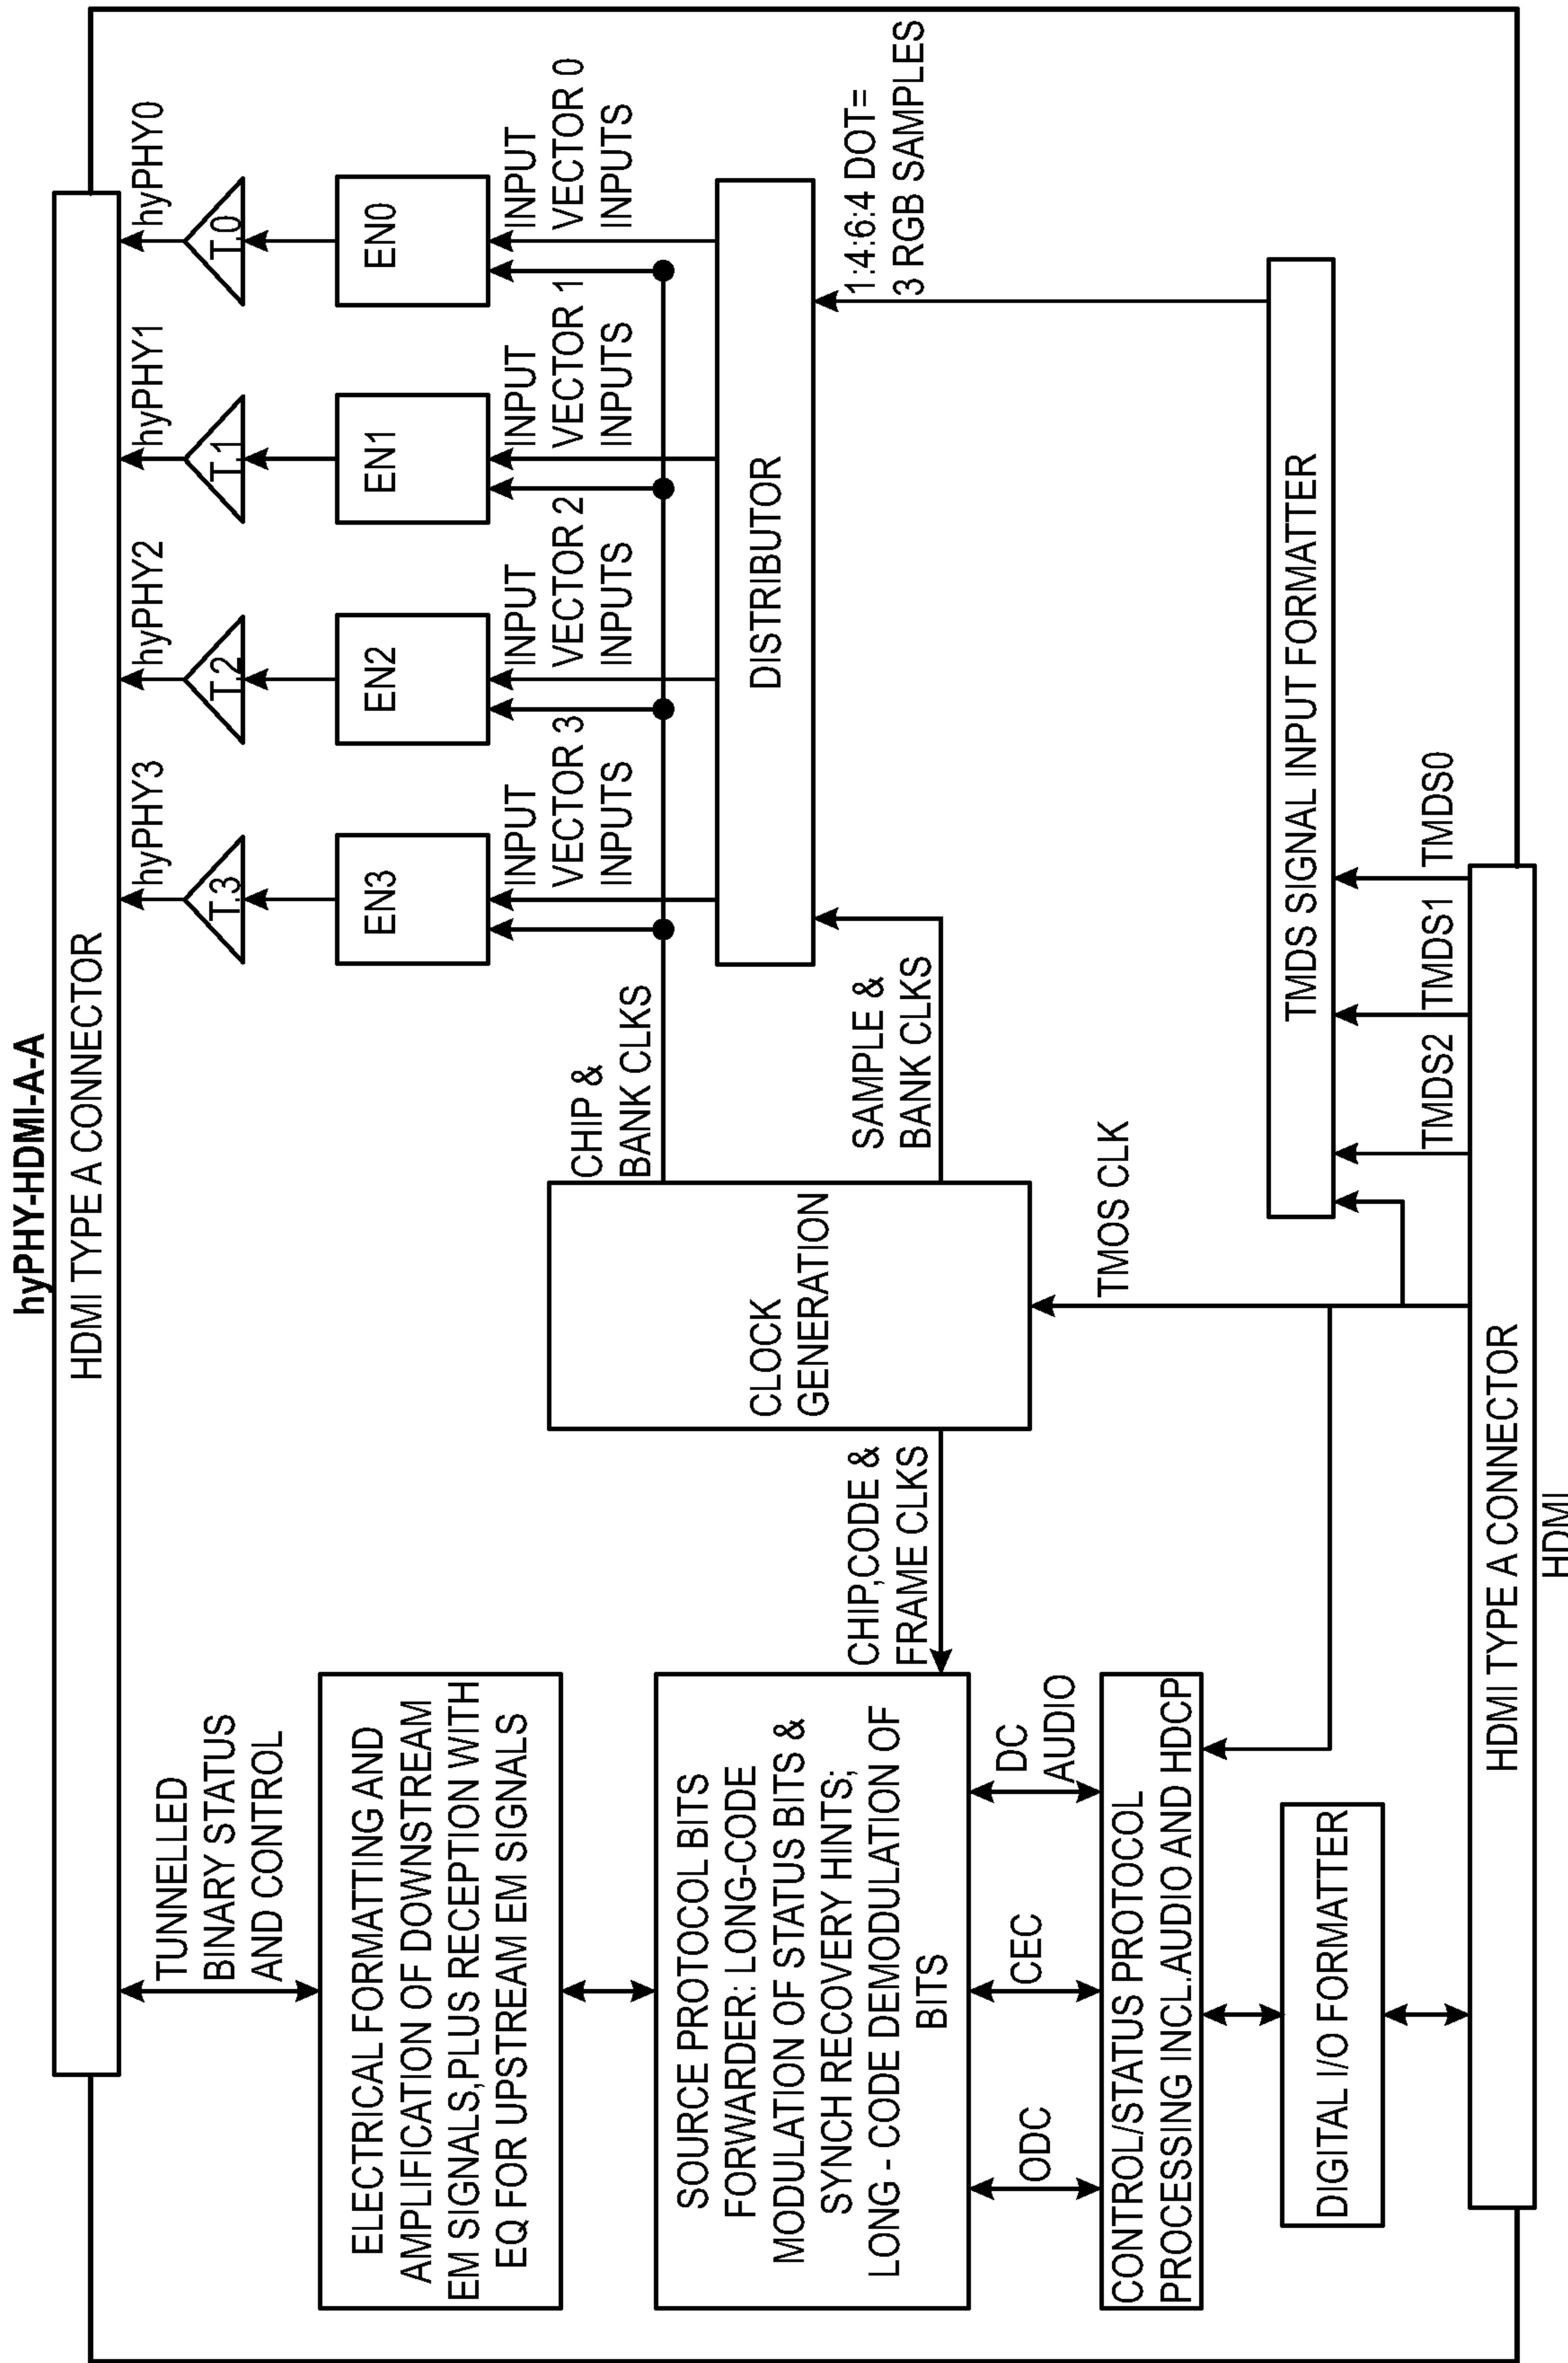 hyPHY-HDMI-A-A
HDMI TYPE A CONNECTOR
TUNNELLED
BINARY STATUS
AND CONTROL
hyPHY3
hyPHY2
hyPHY1
hyPHY0
T.3
T.2
T.1
T.0
ELECTRICAL FORMATTING AND
AMPLIFICATION OF DOWNSTREAM
EM SIGNALS,PLUS RECEPTION WITH
EQ FOR UPSTREAM EM SIGNALS
EN3
EN2
EN1
EN0
INPUT
VECTOR 3
INPUTS
INPUT
VECTOR 2
INPUTS
INPUT
VECTOR 1
INPUTS
INPUT
VECTOR 0
INPUTS
CHIP &
BANK CLKS
SOURCE PROTOCOL BITS
FORWARDER: LONG-CODE
MODULATION OF STATUS BITS &
SYNCH RECOVERY HINTS;
LONG - CODE DEMODULATION OF
BITS
CLOCK
GENERATION
DISTRIBUTOR
CHIP,CODE &
FRAME CLKS
SAMPLE &
BANK CLKS
1:4:6:4 DOT=
3 RGB SAMPLES
ODC
CEC
DC
AUDIO
TMOS CLK
CONTROL/STATUS PROTOCOL
PROCESSING INCL.AUDIO AND HDCP
DIGITAL I/O FORMATTER
TMDS SIGNAL INPUT FORMATTER
TMDS2
TMDS1
TMDS0
HDMI TYPE A CONNECTOR
HDMI